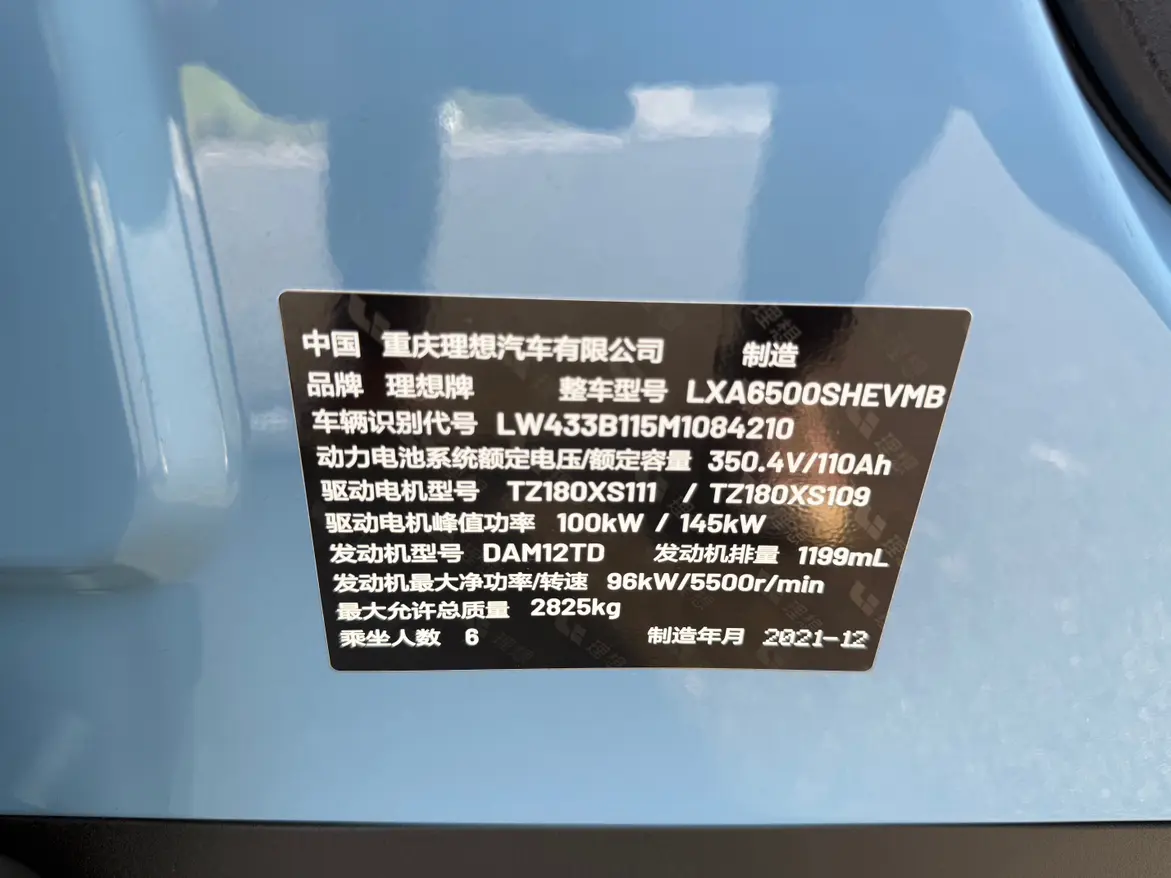 中国 重庆理想汽车有限公司 制造
品牌 理想牌 整车型号 LXA6500SHEVMB
车辆识别代号 LW433B115M1084210
动力电池系统额定电压/额定容量 350.4V/110Ah
驱动电机型号 TZ180XS111 / TZ180XS109
驱动电机峰值功率 100kW / 145kW
发动机型号 DAM12TD 发动机排量 1199mL
发动机最大净功率/转速 96kW/5500r/min
最大允许总质量 2825kg
乘坐人数 6 制造年月 2021-12